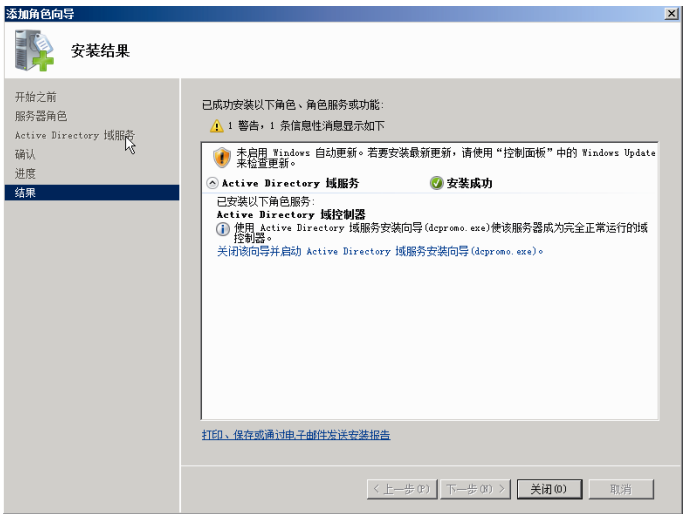 添加角色向导
安装结果
开始之前
服务器角色
Active Directory 域服务
确认
进度
结果
已成功安装以下角色、角色服务或功能:
1 警告，1 条信息性消息显示如下
未启用 Windows 自动更新。若要安装最新更新，请使用“控制面板”中的 Windows Update
来检查更新。
Active Directory 域服务 安装成功
已安装以下角色服务:
Active Directory 域控制器
使用 Active Directory 域服务安装向导(dcpromo.exe)使该服务器成为完全正常运行的域
控制器。
关闭该向导并启动 Active Directory 域服务安装向导(dcpromo.exe)。
打印、保存或通过电子邮件发送安装报告
< 上一步(P) 下一步(N) > 关闭(O) 取消